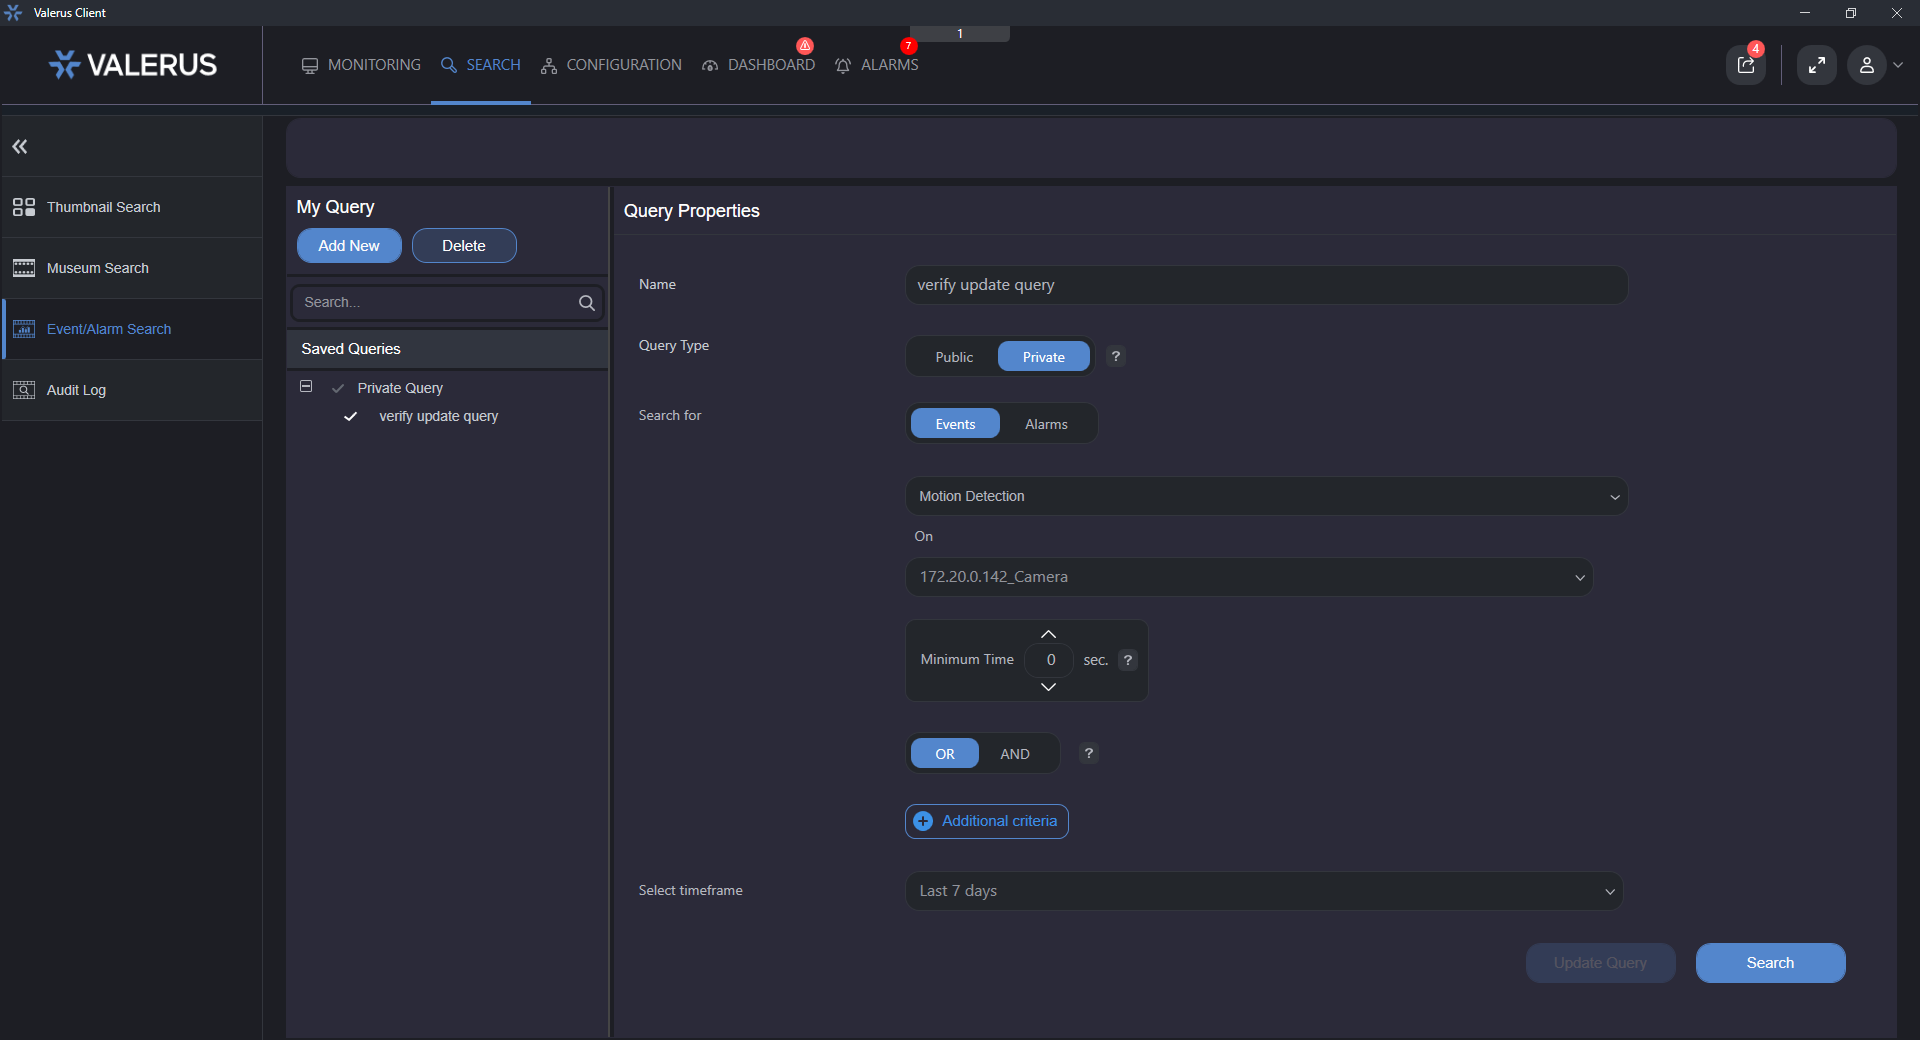 Valerus Client
VALERUS
MONITORING
SEARCH
CONFIGURATION
DASHBOARD
7
ALARMS
1
4
Thumbnail Search
Museum Search
Event/Alarm Search
Audit Log
My Query
Add New
Delete
Search...
Saved Queries
Private Query
verify update query
Query Properties
Name
verify update query
Query Type
Public
Private
?
Search for
Events
Alarms
Motion Detection
On
172.20.0.142_Camera
Minimum Time
0
sec.
?
OR
AND
?
Additional criteria
Select timeframe
Last 7 days
Update Query
Search